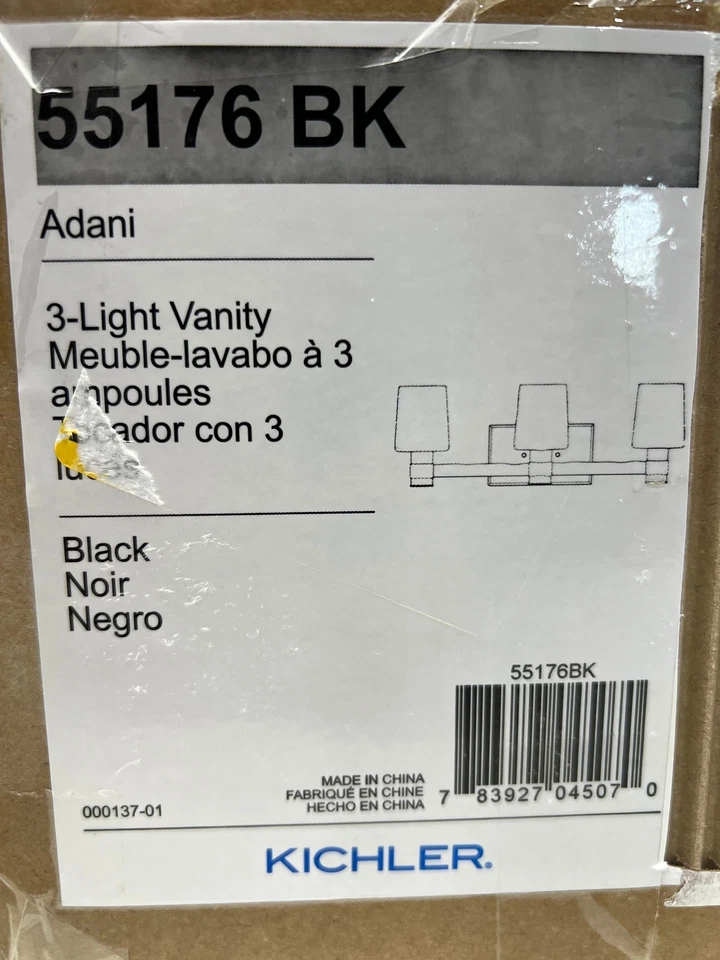 55176 BK
Adani
3-Light Vanity
Meuble-lavabo à 3
ampoules
con 3
Black
Noir
Negro
55176BK
MADE IN CHINA
FABRIQUÉ EN CHINE
HECHO EN CHINA
7 83927 04507 0
000137-01
KICHLER®